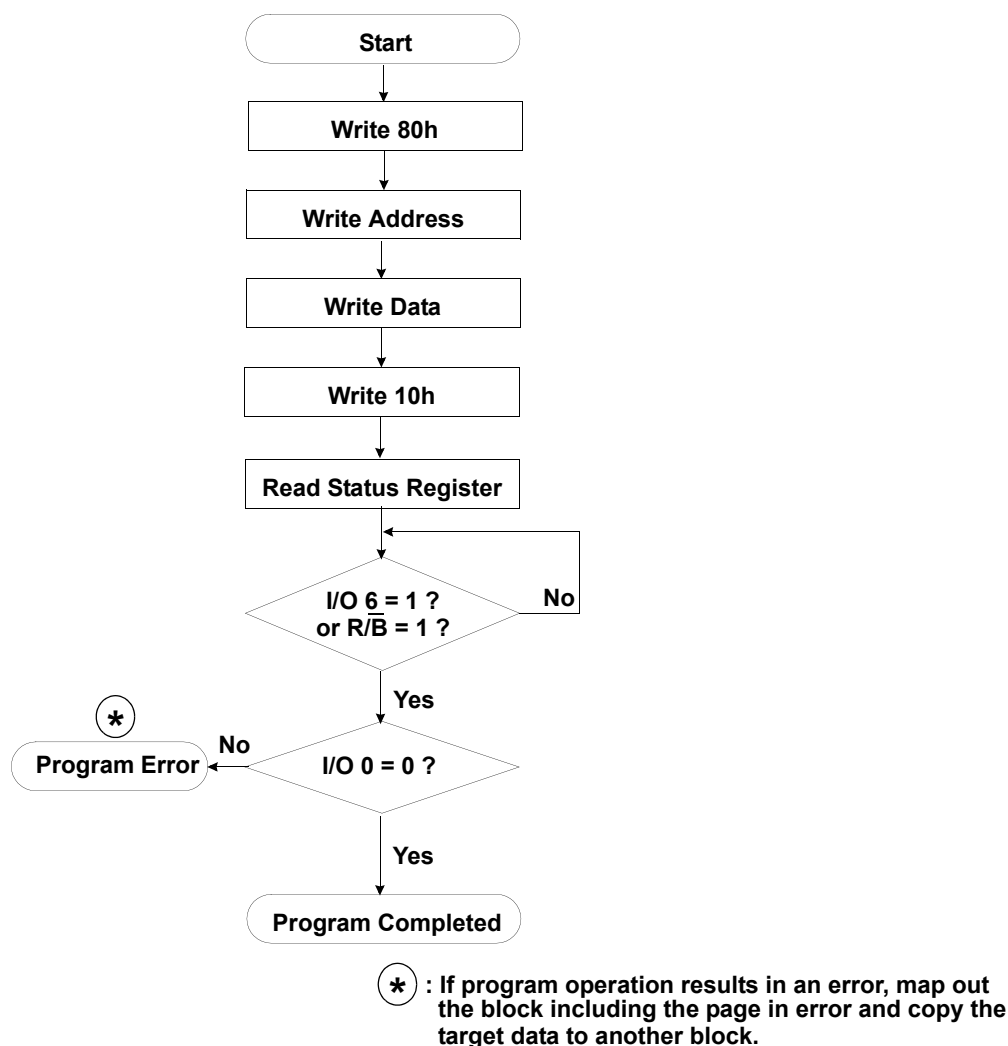 Start
Write 80h
Write Address
Write Data
Write 10h
Read Status Register
I/O 6 = 1 ?
or R/B̅ = 1 ?
No
Yes
*
No
Program Error
I/O 0 = 0 ?
Yes
Program Completed
* : If program operation results in an error, map out
the block including the page in error and copy the
target data to another block.